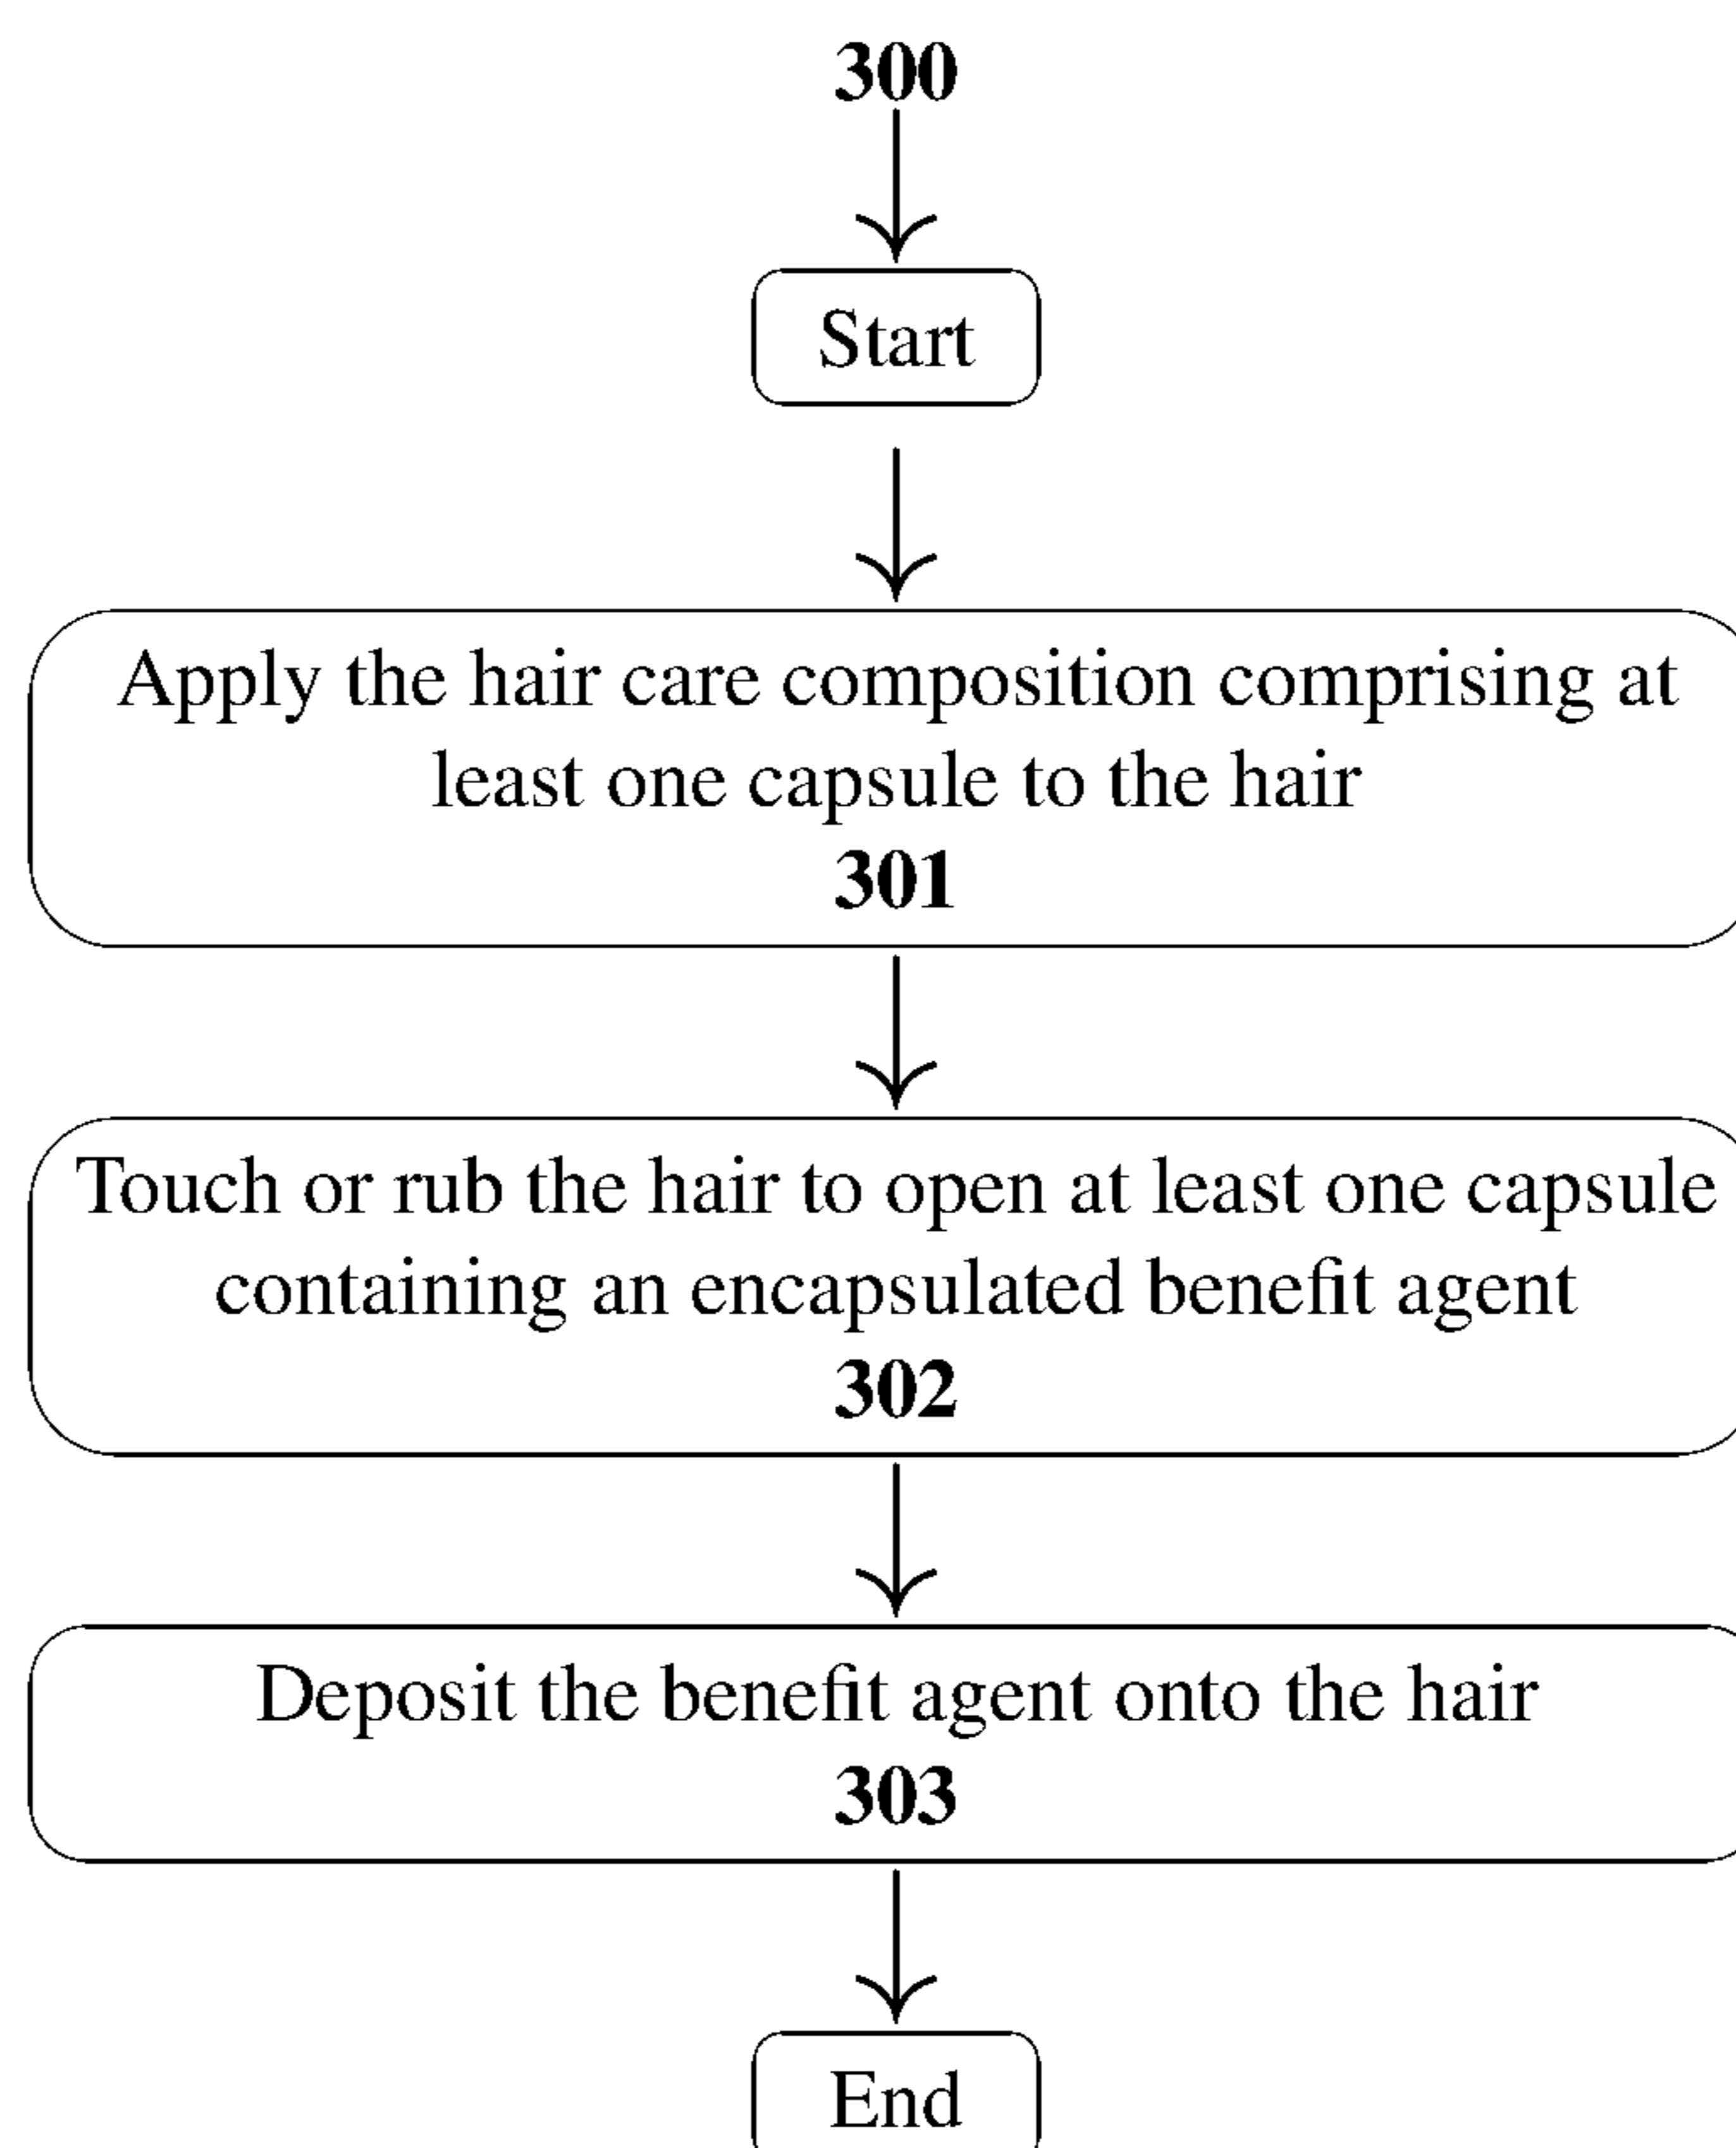 300
Start
Apply the hair care composition comprising at
least one capsule to the hair
301
Touch or rub the hair to open at least one capsule
containing an encapsulated benefit agent
302
Deposit the benefit agent onto the hair
303
End